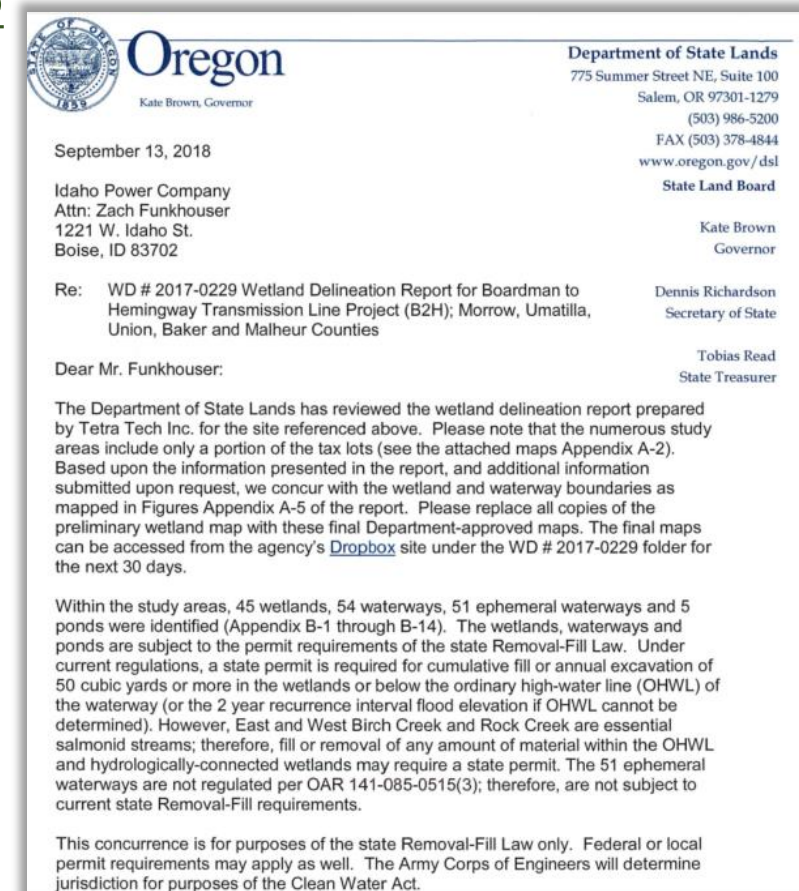 STATE OF OREGON
1859
Oregon
Kate Brown, Governor
Department of State Lands
775 Summer Street NE, Suite 100
Salem, OR 97301-1279
(503) 986-5200
FAX (503) 378-4844
www.oregon.gov/dsl
State Land Board
Kate Brown
Governor
Dennis Richardson
Secretary of State
Tobias Read
State Treasurer
September 13, 2018
Idaho Power Company
Attn: Zach Funkhouser
1221 W. Idaho St.
Boise, ID 83702
Re: WD # 2017-0229 Wetland Delineation Report for Boardman to
Hemingway Transmission Line Project (B2H); Morrow, Umatilla,
Union, Baker and Malheur Counties
Dear Mr. Funkhouser:
The Department of State Lands has reviewed the wetland delineation report prepared
by Tetra Tech Inc. for the site referenced above. Please note that the numerous study
areas include only a portion of the tax lots (see the attached maps Appendix A-2).
Based upon the information presented in the report, and additional information
submitted upon request, we concur with the wetland and waterway boundaries as
mapped in Figures Appendix A-5 of the report. Please replace all copies of the
preliminary wetland map with these final Department-approved maps. The final maps
can be accessed from the agency's Dropbox site under the WD # 2017-0229 folder for
the next 30 days.
Within the study areas, 45 wetlands, 54 waterways, 51 ephemeral waterways and 5
ponds were identified (Appendix B-1 through B-14). The wetlands, waterways and
ponds are subject to the permit requirements of the state Removal-Fill Law. Under
current regulations, a state permit is required for cumulative fill or annual excavation of
50 cubic yards or more in the wetlands or below the ordinary high-water line (OHWL) of
the waterway (or the 2 year recurrence interval flood elevation if OHWL cannot be
determined). However, East and West Birch Creek and Rock Creek are essential
salmonid streams; therefore, fill or removal of any amount of material within the OHWL
and hydrologically-connected wetlands may require a state permit. The 51 ephemeral
waterways are not regulated per OAR 141-085-0515(3); therefore, are not subject to
current state Removal-Fill requirements.
This concurrence is for purposes of the state Removal-Fill Law only. Federal or local
permit requirements may apply as well. The Army Corps of Engineers will determine
jurisdiction for purposes of the Clean Water Act.